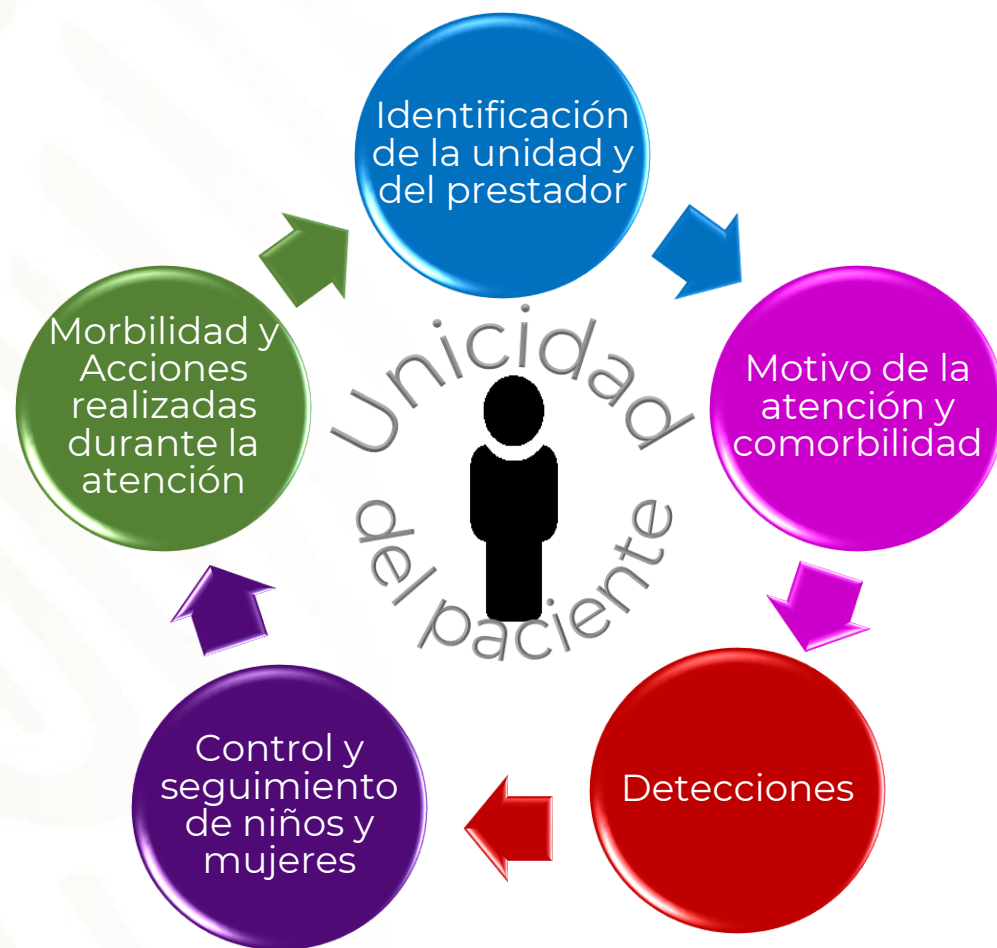 Identificación
de la unidad y
del prestador
Motivo de la
atención y
comorbilidad
Detecciones
Control y
seguimiento
de niños y
mujeres
Morbilidad y
Acciones
realizadas
durante la
atención
Unicidad
del paciente